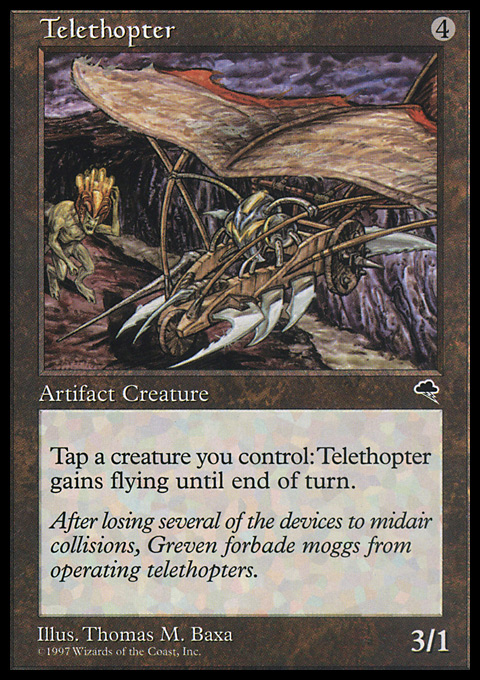 Telethopter 4
Artifact Creature
Tap a creature you control: Telethopter
gains flying until end of turn.
After losing several of the devices to midair
collisions, Greven forbade moggs from
operating telethopters.
Illus. Thomas M. Baxa
©1997 Wizards of the Coast, Inc.
3/1